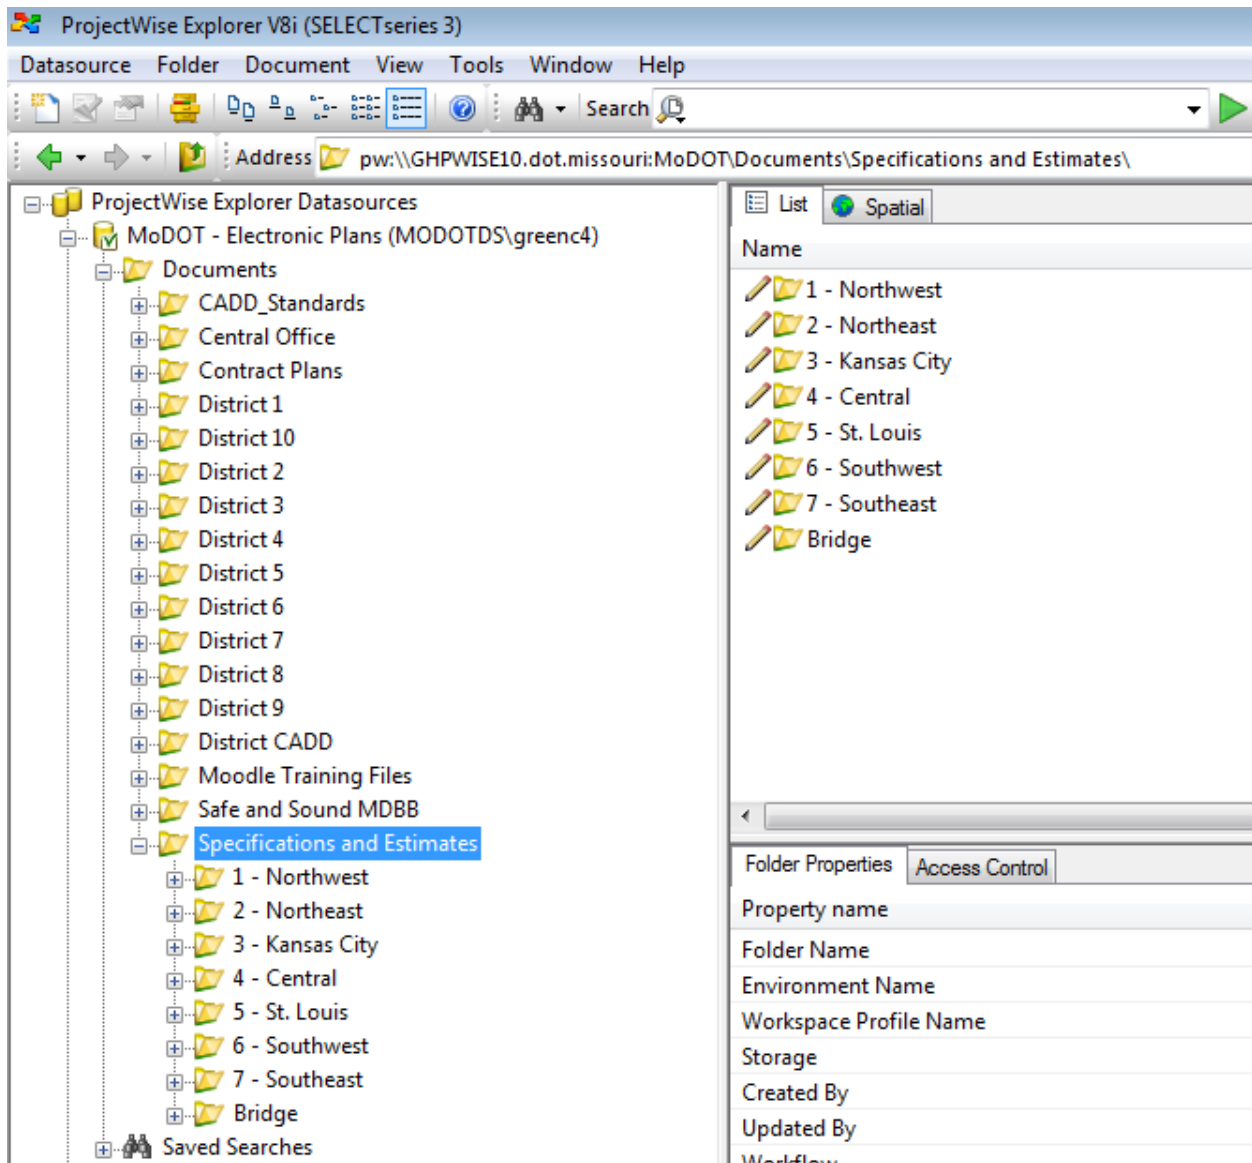 ProjectWise Explorer V8i (SELECTseries 3)
Datasource Folder Document View Tools Window Help
Search
Address pw:\\GHPWISE10.dot.missouri:MoDOT\Documents\Specifications and Estimates\
ProjectWise Explorer Datasources
MoDOT - Electronic Plans (MODOTDS\greenc4)
Documents
CADD_Standards
Central Office
Contract Plans
District 1
District 10
District 2
District 3
District 4
District 5
District 6
District 7
District 8
District 9
District CADD
Moodle Training Files
Safe and Sound MDBB
Specifications and Estimates
1 - Northwest
2 - Northeast
3 - Kansas City
4 - Central
5 - St. Louis
6 - Southwest
7 - Southeast
Bridge
Saved Searches
List Spatial
Name
1 - Northwest
2 - Northeast
3 - Kansas City
4 - Central
5 - St. Louis
6 - Southwest
7 - Southeast
Bridge
Folder Properties Access Control
Property name
Folder Name
Environment Name
Workspace Profile Name
Storage
Created By
Updated By
Workflow